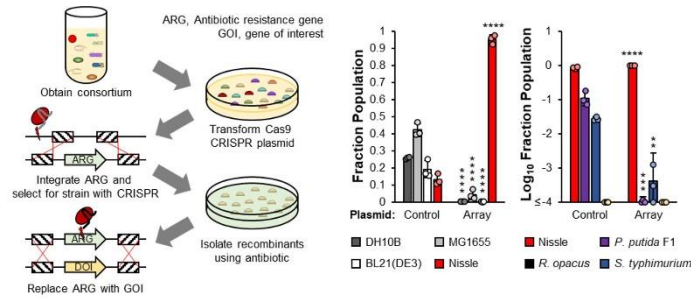 ARG, Antibiotic resistance gene
GOI, gene of interest
Obtain consortium
Transform Cas9
CRISPR plasmid
ARG
Integrate ARG and
select for strain with CRISPR
Isolate recombinants
using antibiotic
ARG
DOI
Replace ARG with GOI
Fraction Population
1
0.9
0.8
0.7
0.6
0.5
0.4
0.3
0.2
0.1
0
****
****
****
****
Plasmid: Control Array
DH10B MG1655
BL21(DE3) Nissle
Log10 Fraction Population
0
-1
-2
-3
≤-4
****
***
**
Control Array
Nissle P. putida F1
R. opacus S. typhimurium